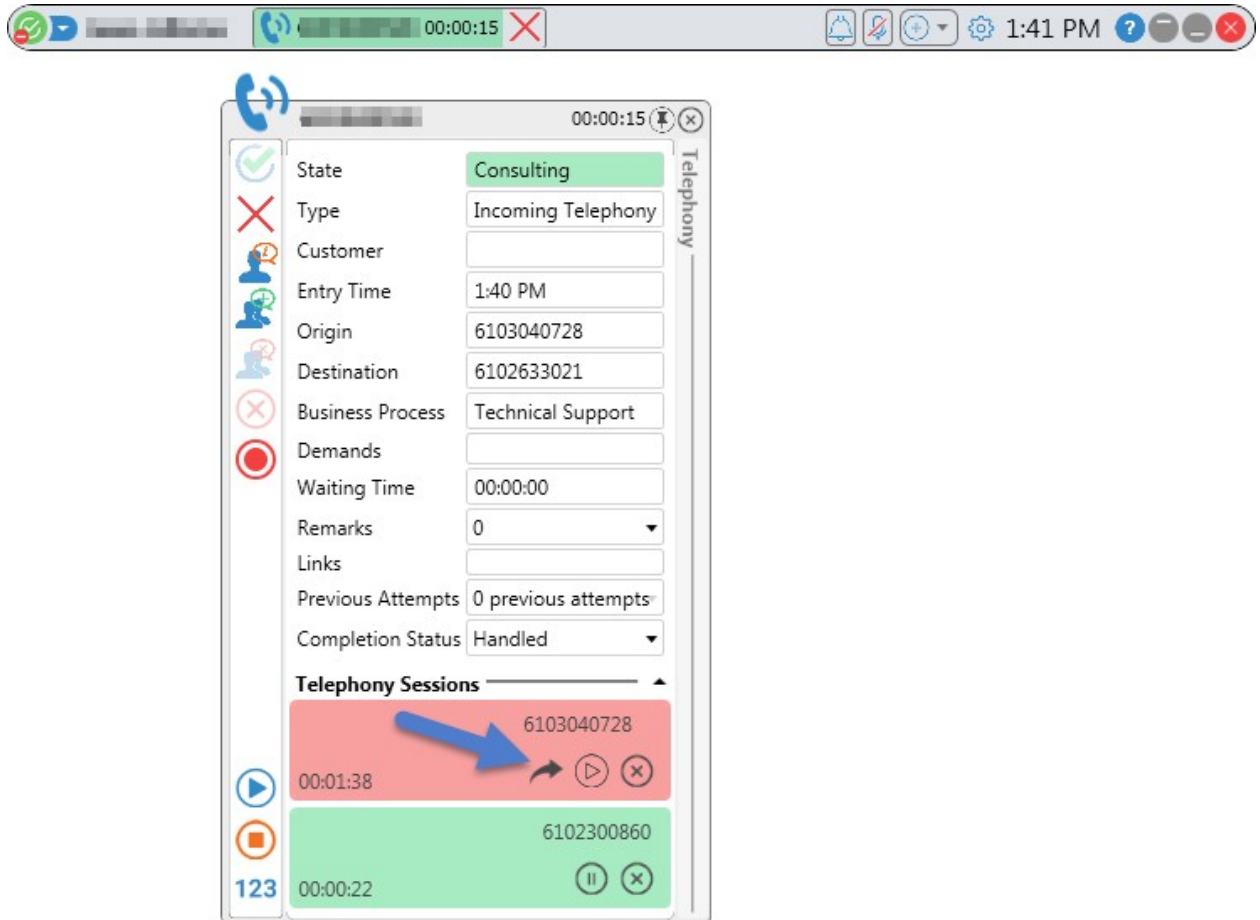 00:00:15
1:41 PM
?
00:00:15
Telephony
State Consulting
Type Incoming Telephony
Customer
Entry Time 1:40 PM
Origin 6103040728
Destination 6102633021
Business Process Technical Support
Demands
Waiting Time 00:00:00
Remarks 0
Links
Previous Attempts 0 previous attempts
Completion Status Handled
Telephony Sessions
6103040728
00:01:38
6102300860
00:00:22
123